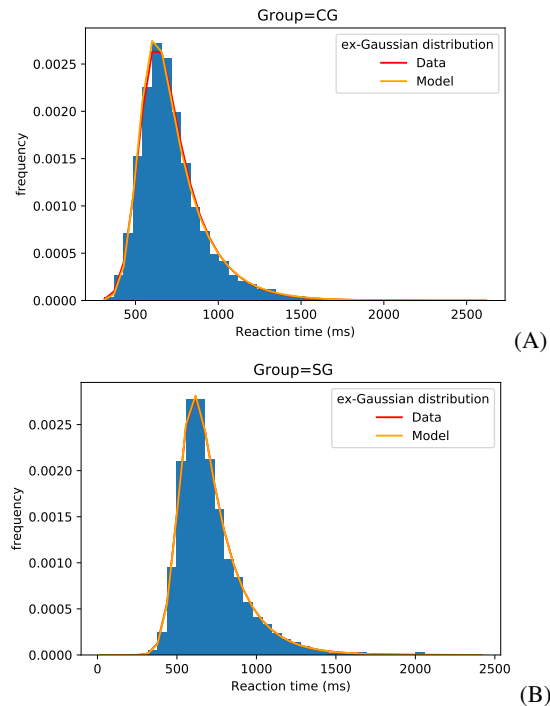 Group=CG
ex-Gaussian distribution
Data
Model
frequency
0.0025
0.0020
0.0015
0.0010
0.0005
0.0000
500 1000 1500 2000 2500
Reaction time (ms)
(A)
Group=SG
ex-Gaussian distribution
Data
Model
frequency
0.0025
0.0020
0.0015
0.0010
0.0005
0.0000
0 500 1000 1500 2000 2500
Reaction time (ms)
(B)